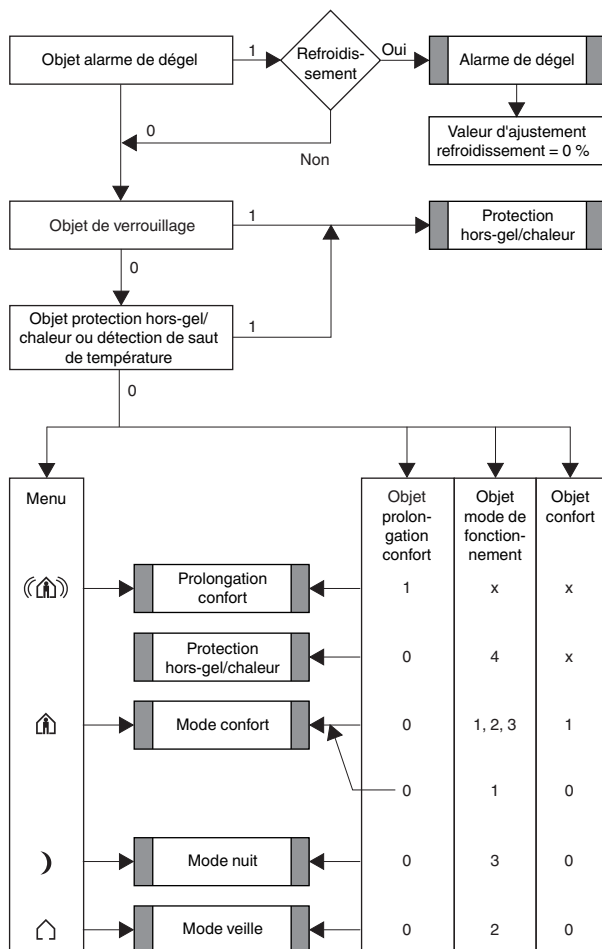 Objet alarme de dégel
1
Refroidis-
sement
Oui
Alarme de dégel
0
Non
Valeur d'ajustement
refroidissement = 0 %
Objet de verrouillage
1
Protection
hors-gel/chaleur
0
Objet protection hors-gel/
chaleur ou détection de saut
de température
1
0
Menu
Objet
prolon-
gation
confort
Objet
mode de
fonction-
nement
Objet
confort
Prolongation
confort
1 x x
Protection
hors-gel/chaleur
0 4 x
Mode confort
0 1, 2, 3 1
0 1 0
Mode nuit
0 3 0
Mode veille
0 2 0